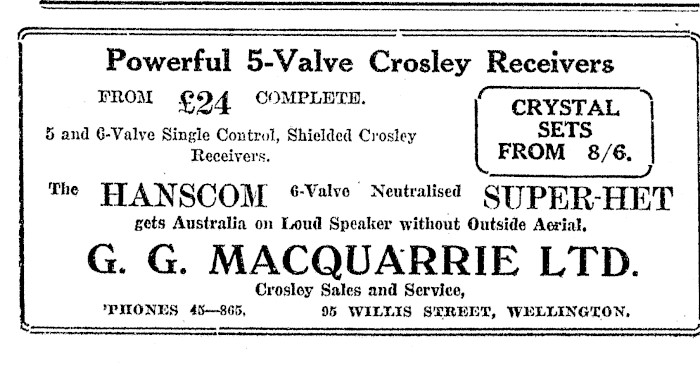 Powerful 5-Valve Crosley Receivers
FROM £24 COMPLETE.
5 and 6-Valve Single Control, Shielded Crosley
Receivers.
CRYSTAL
SETS
FROM 8/6.
The HANSCOM 6-Valve Neutralised SUPER-HET
gets Australia on Loud Speaker without Outside Aerial.
G. G. MACQUARRIE LTD.
Crosley Sales and Service,
'PHONES 45—865. 95 WILLIS STREET, WELLINGTON.